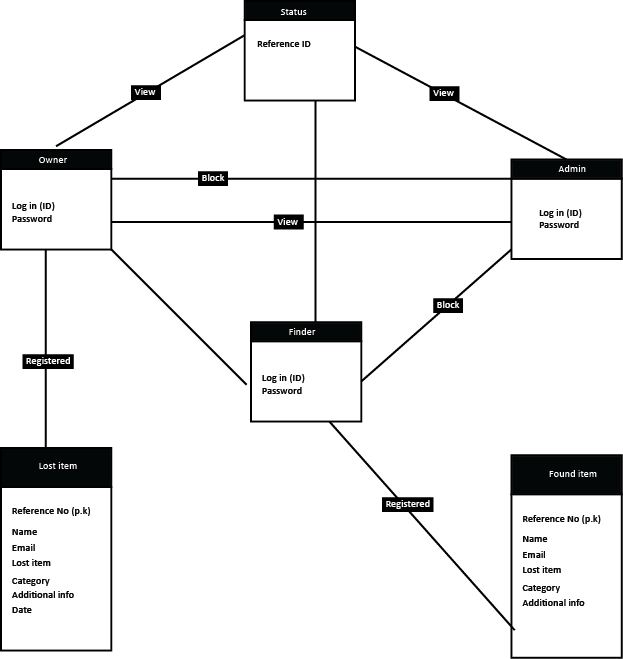 Status
Reference ID
View
View
Owner
Log in (ID)
Password
Block
View
Admin
Log in (ID)
Password
Block
Finder
Log in (ID)
Password
Registered
Registered
Lost item
Reference No (p.k)
Name
Email
Lost item
Category
Additional info
Date
Found item
Reference No (p.k)
Name
Email
Lost item
Category
Additional info